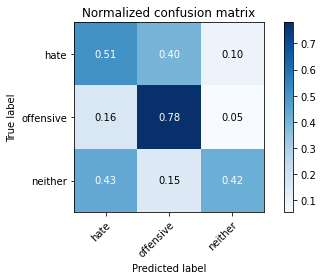 Normalized confusion matrix
True label
hate 0.51 0.40 0.10
offensive 0.16 0.78 0.05
neither 0.43 0.15 0.42
hate offensive neither
Predicted label
0.7
0.6
0.5
0.4
0.3
0.2
0.1